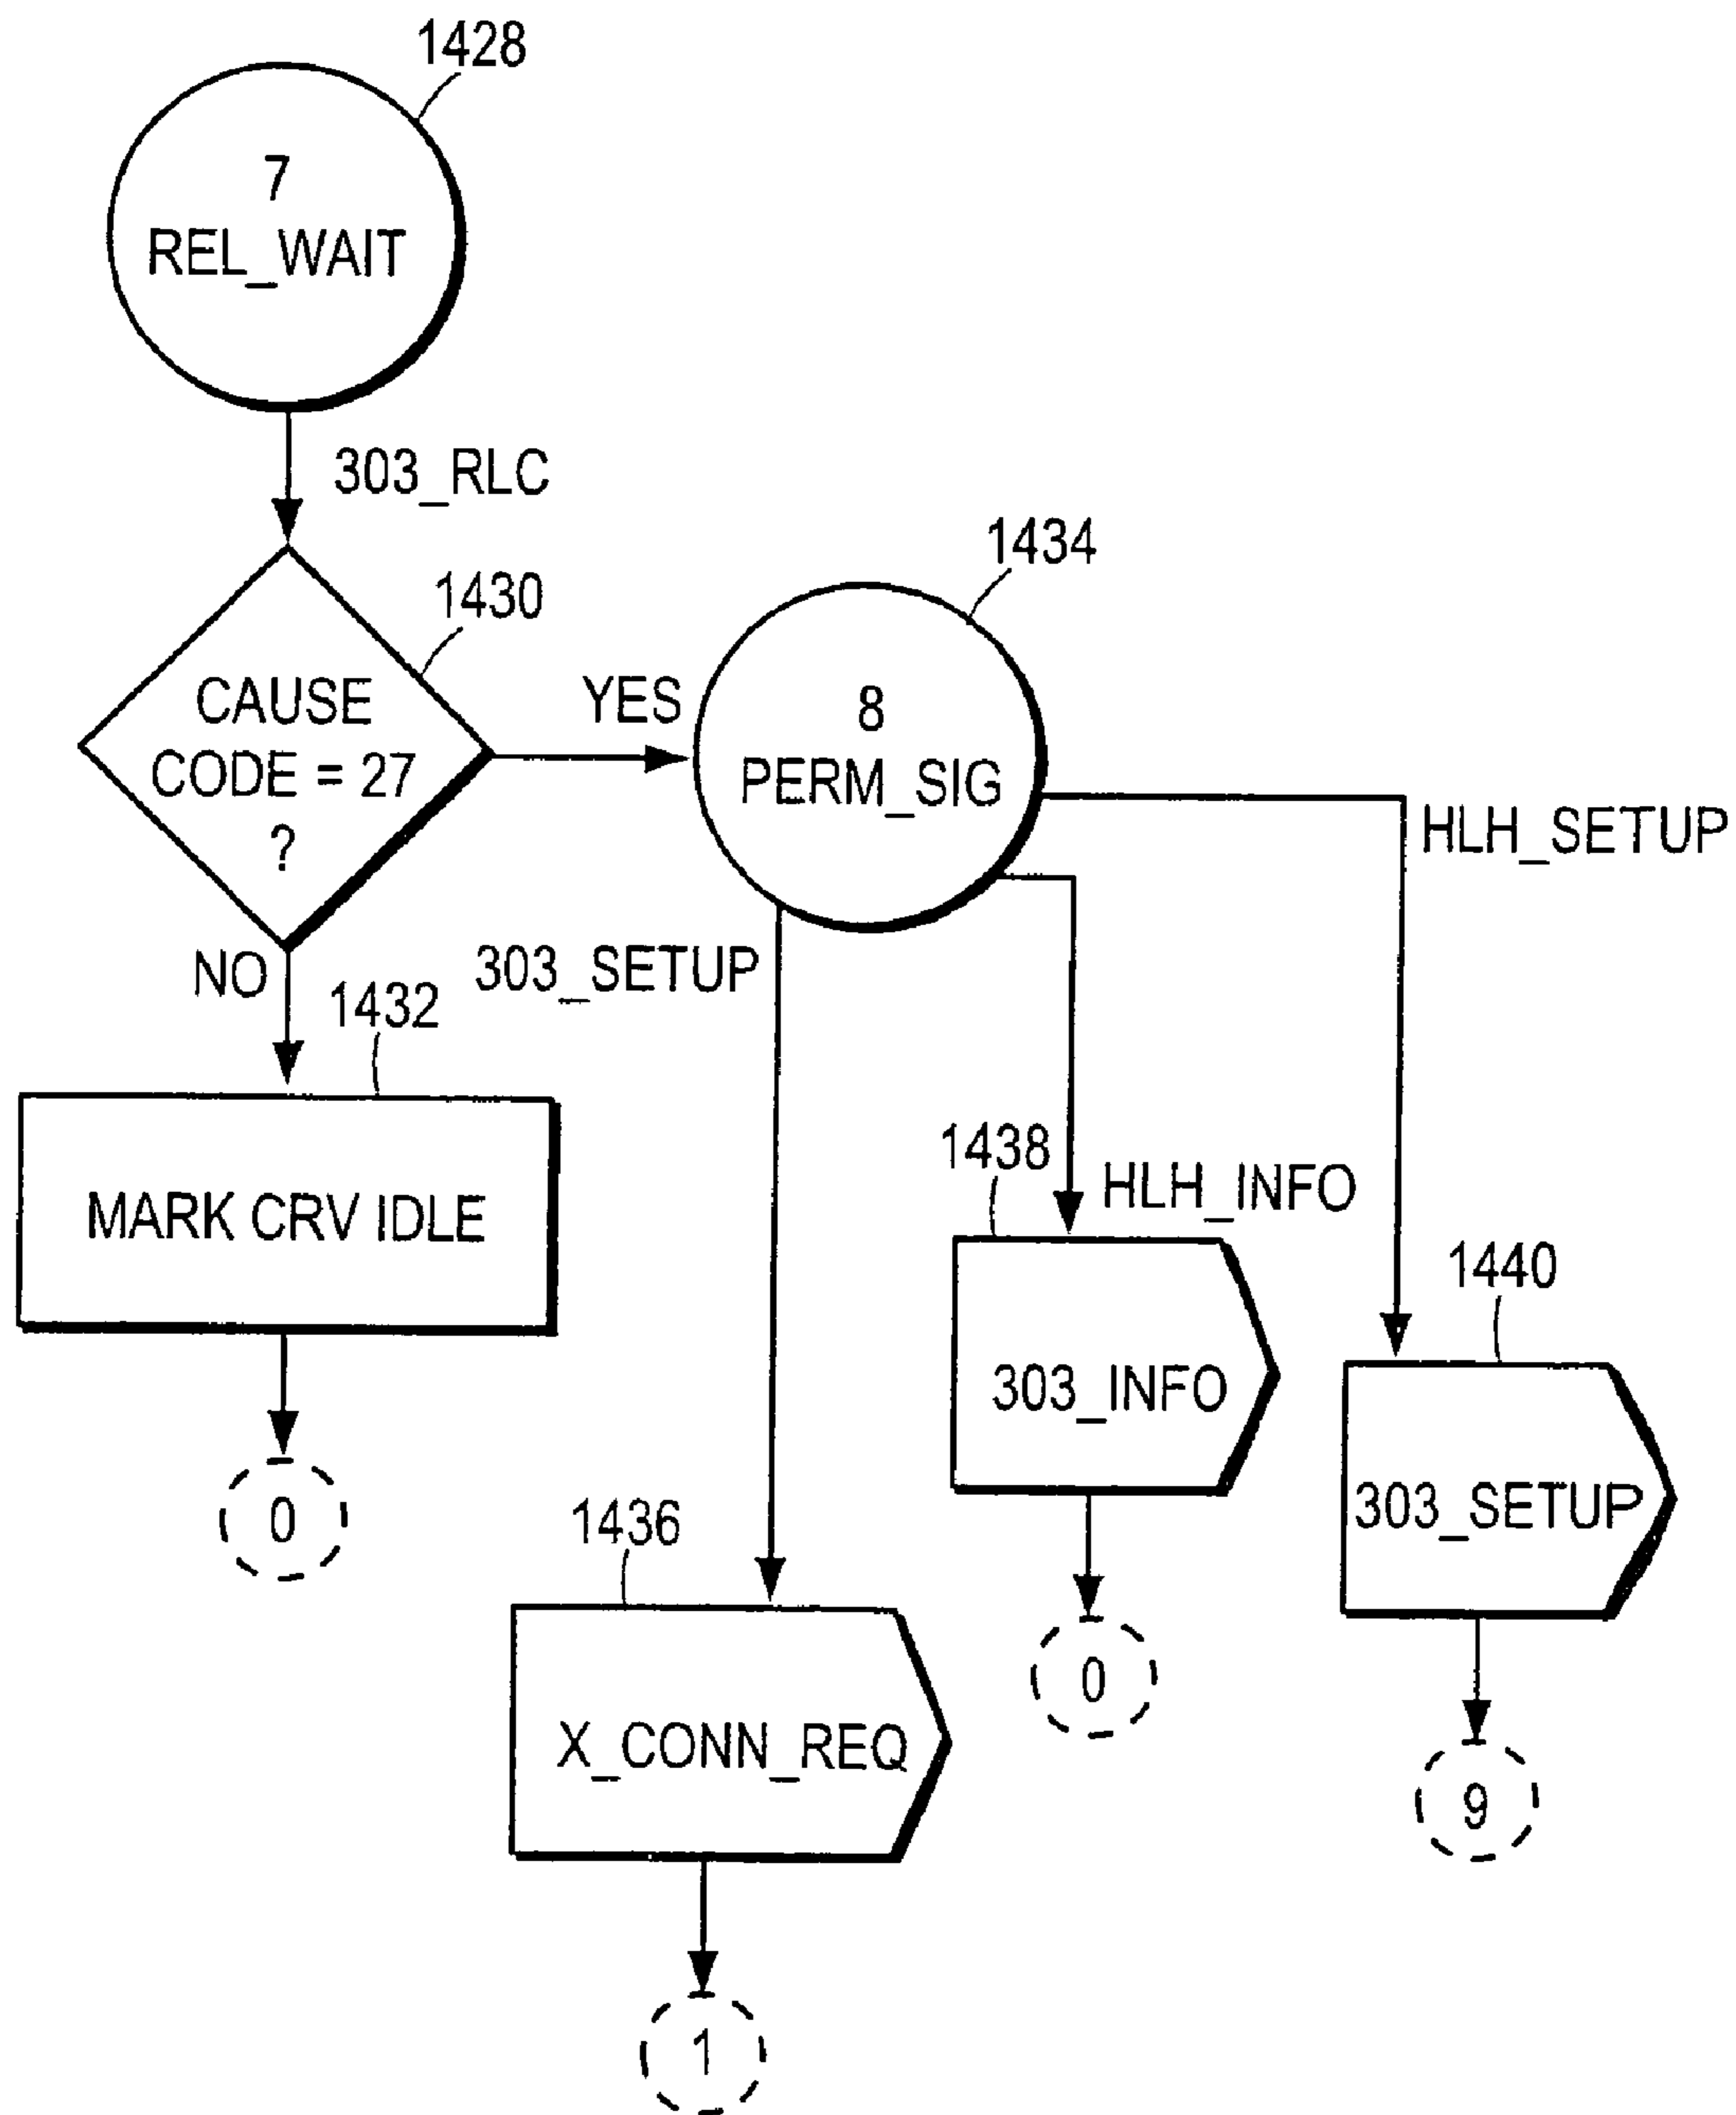 1428
7
REL_WAIT
303_RLC
1430
CAUSE
CODE = 27
?
YES
NO
1434
8
PERM_SIG
HLH_SETUP
303_SETUP
1432
MARK CRV IDLE
0
1438
HLH_INFO
303_INFO
0
1440
303_SETUP
9
1436
X_CONN_REQ
1